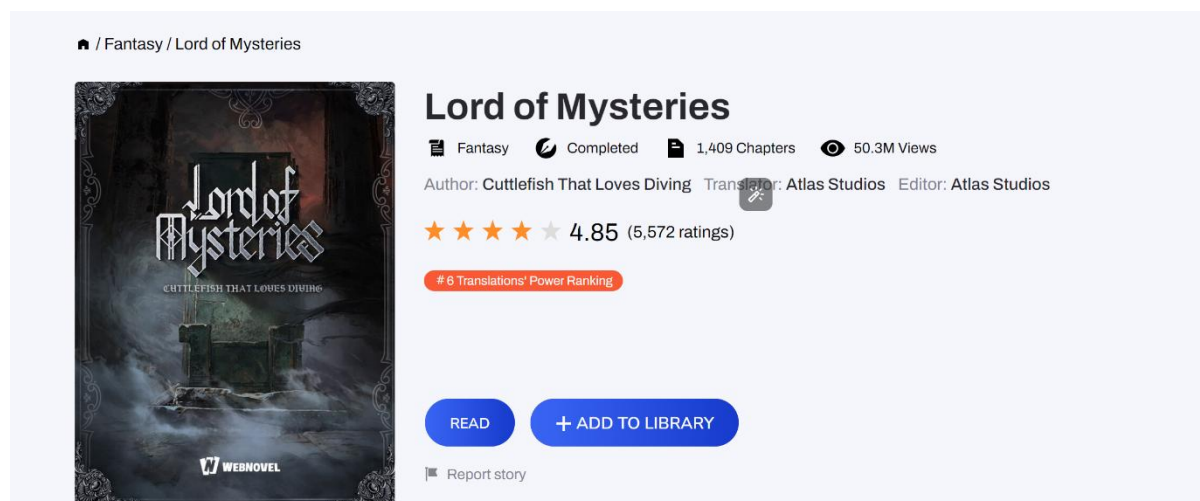 / Fantasy / Lord of Mysteries
Lord of
Mysteries
CUTTLEFISH THAT LOVES DIVING
W WEBNOVEL
Lord of Mysteries
Fantasy Completed 1,409 Chapters 50.3M Views
Author: Cuttlefish That Loves Diving Translator: Atlas Studios Editor: Atlas Studios
4.85 (5,572 ratings)
# 6 Translations' Power Ranking
READ + ADD TO LIBRARY
Report story